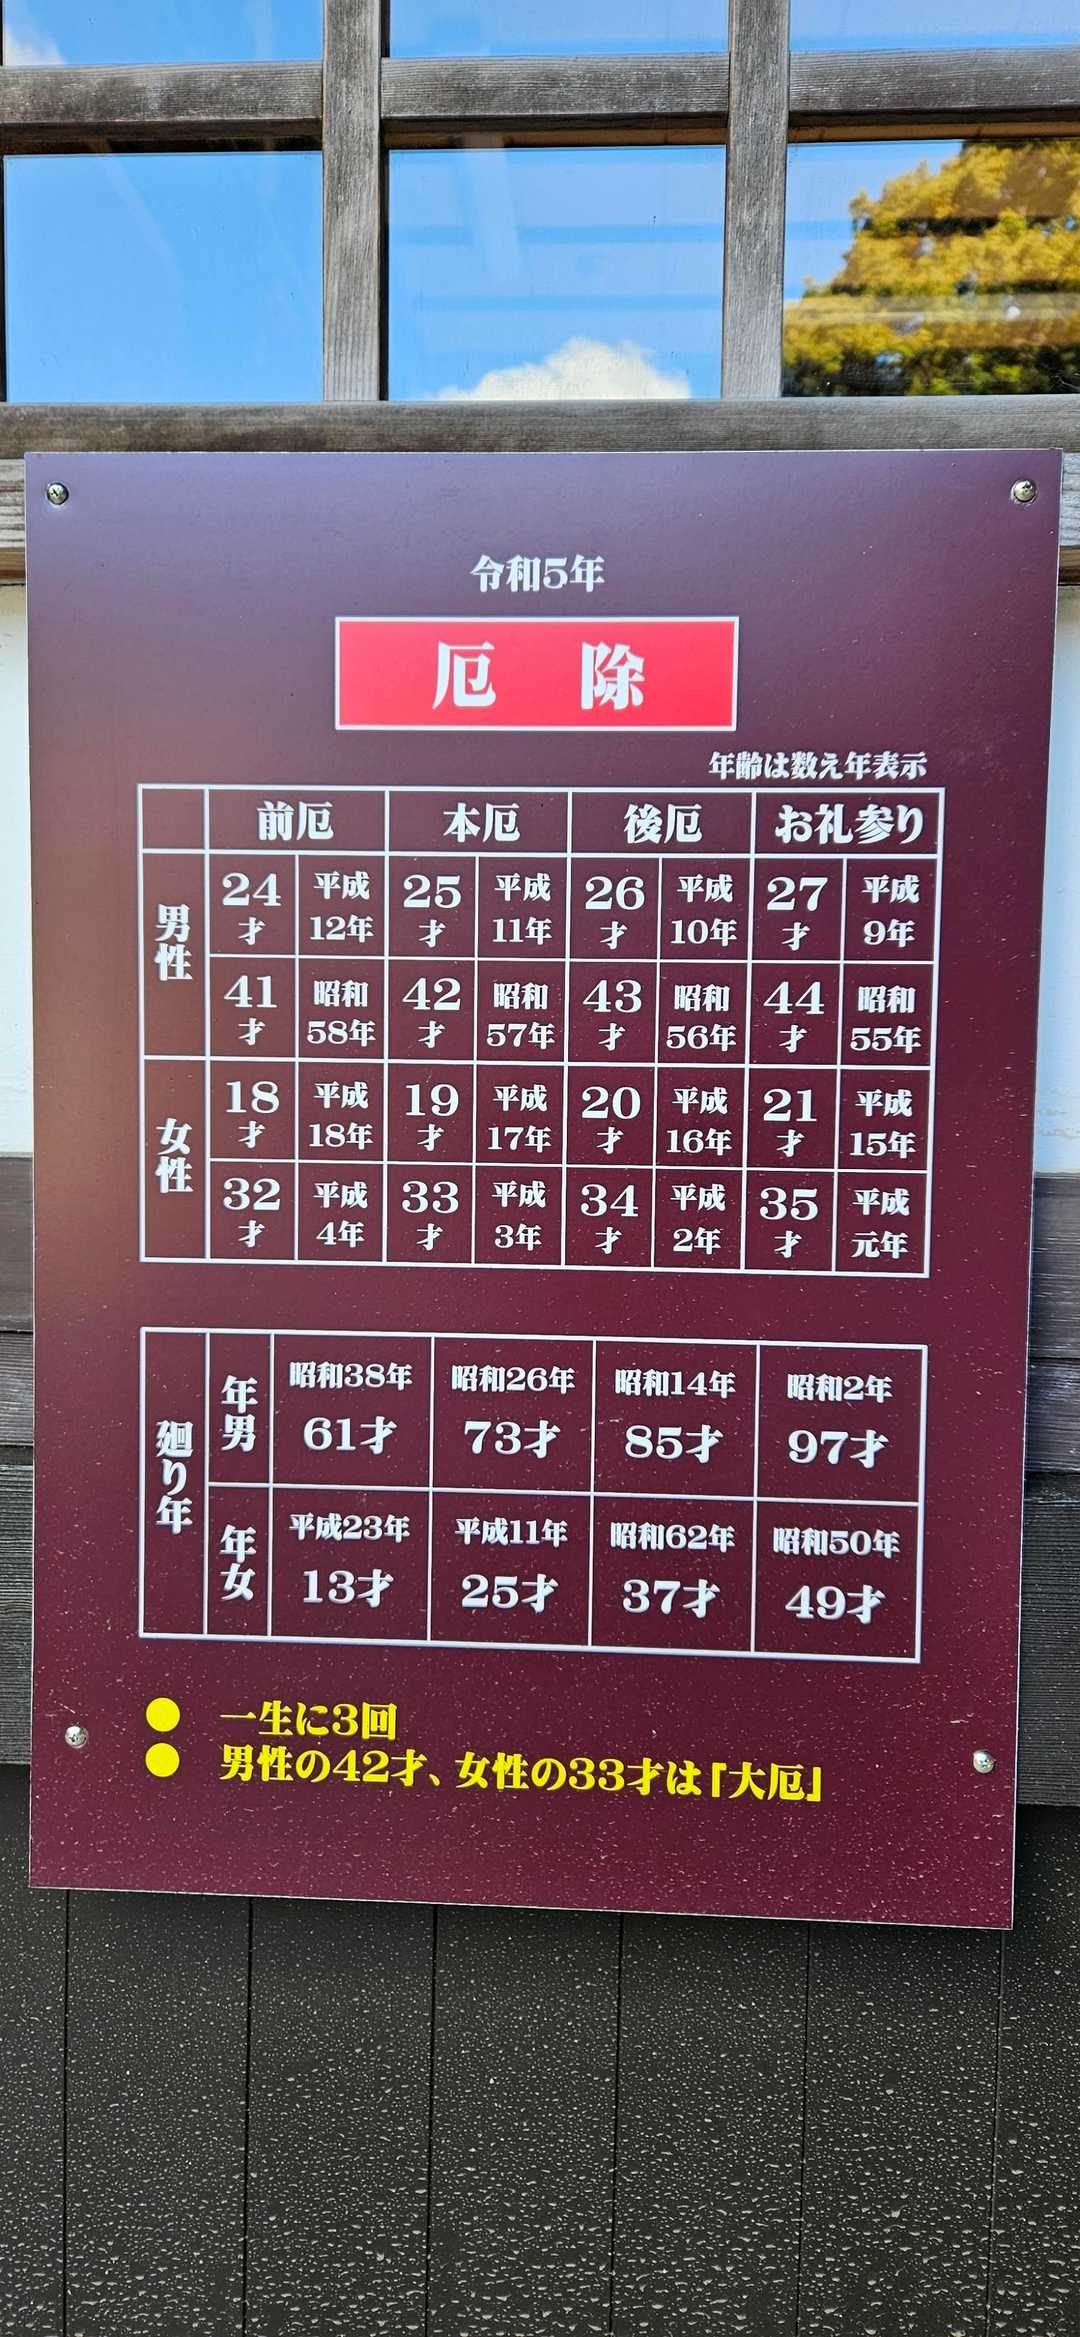 令和5年
厄 除
年齢は数え年表示
前厄 本厄 後厄 お礼参り
男性
24才 平成12年 25才 平成11年 26才 平成10年 27才 平成9年
41才 昭和58年 42才 昭和57年 43才 昭和56年 44才 昭和55年
女性
18才 平成18年 19才 平成17年 20才 平成16年 21才 平成15年
32才 平成4年 33才 平成3年 34才 平成2年 35才 平成元年
廻り年
年男
昭和38年 昭和26年 昭和14年 昭和2年
61才 73才 85才 97才
年女
平成23年 平成11年 昭和62年 昭和50年
13才 25才 37才 49才
● 一生に3回
● 男性の42才、女性の33才は「大厄」